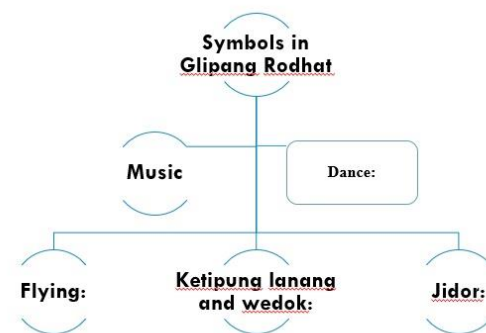 Symbols in
Glipang Rodhat
Music
Dance:
Flying:
Ketipung lanang
and wedok:
Jidor: